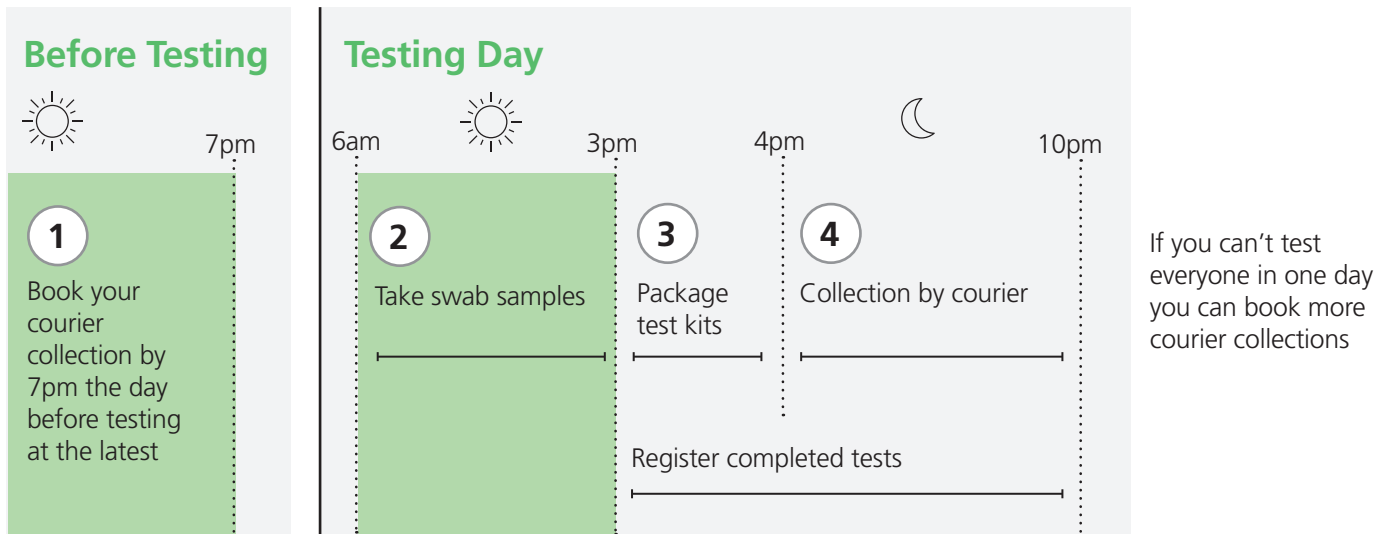 Before Testing
7pm
1
Book your
courier
collection by
7pm the day
before testing
at the latest
Testing Day
6am
3pm
4pm
10pm
2
Take swab samples
3
Package
test kits
4
Collection by courier
Register completed tests
If you can't test
everyone in one day
you can book more
courier collections